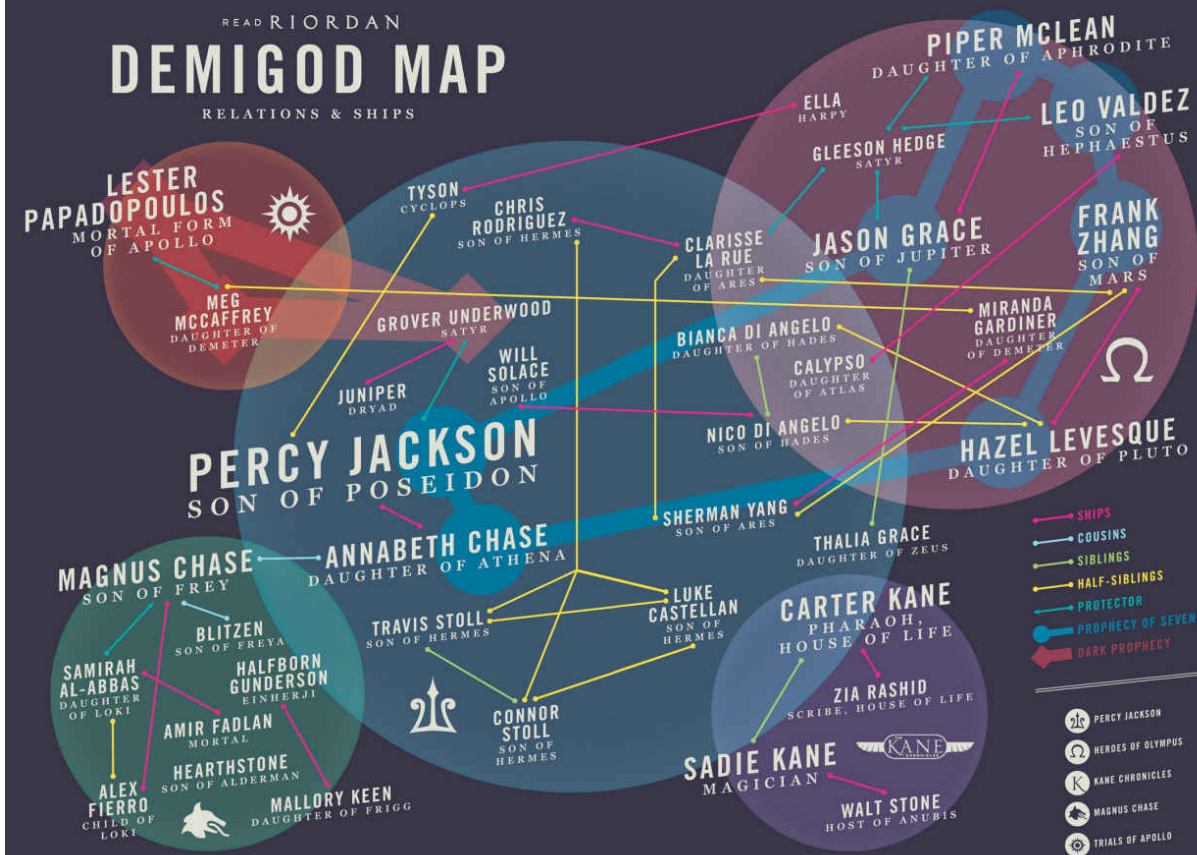 READ RIORDAN
DEMIGOD MAP
RELATIONS & SHIPS
PIPER MCLEAN
DAUGHTER OF APHRODITE
ELLA
HARPY
LEO VALDEZ
SON OF
HEPHAESTUS
GLEESON HEDGE
SATYR
LESTER
PAPADOPOULOS
MORTAL FORM
OF APOLLO
TYSON
CYCLOPS
CHRIS
RODRIGUEZ
SON OF HERMES
CLARISSE
LA RUE
DAUGHTER
OF ARES
JASON GRACE
SON OF JUPITER
FRANK
ZHANG
SON OF
MARS
MEG
MCCAFFREY
DAUGHTER OF
DEMETER
GROVER UNDERWOOD
SATYR
MIRANDA
GARDINER
DAUGHTER
OF DEMETER
BIANCA DI ANGELO
DAUGHTER OF HADES
WILL
SOLACE
SON OF
APOLLO
CALYPSO
DAUGHTER
OF ATLAS
Ω
JUNIPER
DRYAD
NICO DI ANGELO
SON OF HADES
HAZEL LEVESQUE
DAUGHTER OF PLUTO
PERCY JACKSON
SON OF POSEIDON
SHERMAN YANG
SON OF ARES
THALIA GRACE
DAUGHTER OF ZEUS
ANNABETH CHASE
DAUGHTER OF ATHENA
MAGNUS CHASE
SON OF FREY
BLITZEN
SON OF FREYA
TRAVIS STOLL
SON OF HERMES
LUKE
CASTELLAN
SON OF
HERMES
CARTER KANE
PHARAOH,
HOUSE OF LIFE
SAMIRAH
AL-ABBAS
DAUGHTER
OF LOKI
HALFBORN
GUNDERSON
EINHERJI
ZIA RASHID
SCRIBE, HOUSE OF LIFE
AMIR FADLAN
MORTAL
CONNOR
STOLL
SON OF
HERMES
KANE
SADIE KANE
MAGICIAN
HEARTHSTONE
SON OF ALDERMAN
ALEX
FIERRO
CHILD OF
LOKI
MALLORY KEEN
DAUGHTER OF FRIGG
WALT STONE
HOST OF ANUBIS
SHIPS
COUSINS
SIBLINGS
HALF-SIBLINGS
PROTECTOR
PROPHECY OF SEVEN
DARK PROPHECY
PERCY JACKSON
Ω HEROES OF OLYMPUS
K KANE CHRONICLES
MAGNUS CHASE
TRIALS OF APOLLO